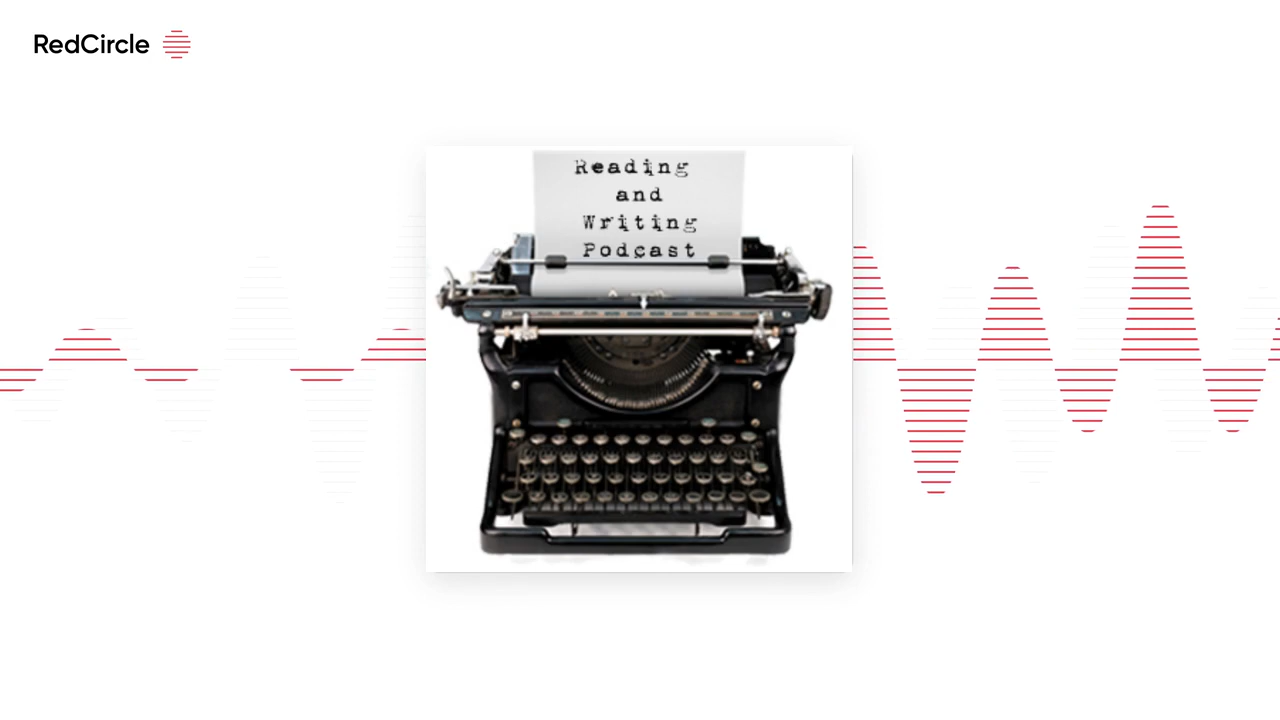 RedCircle
Reading
and
Writing
Podcast